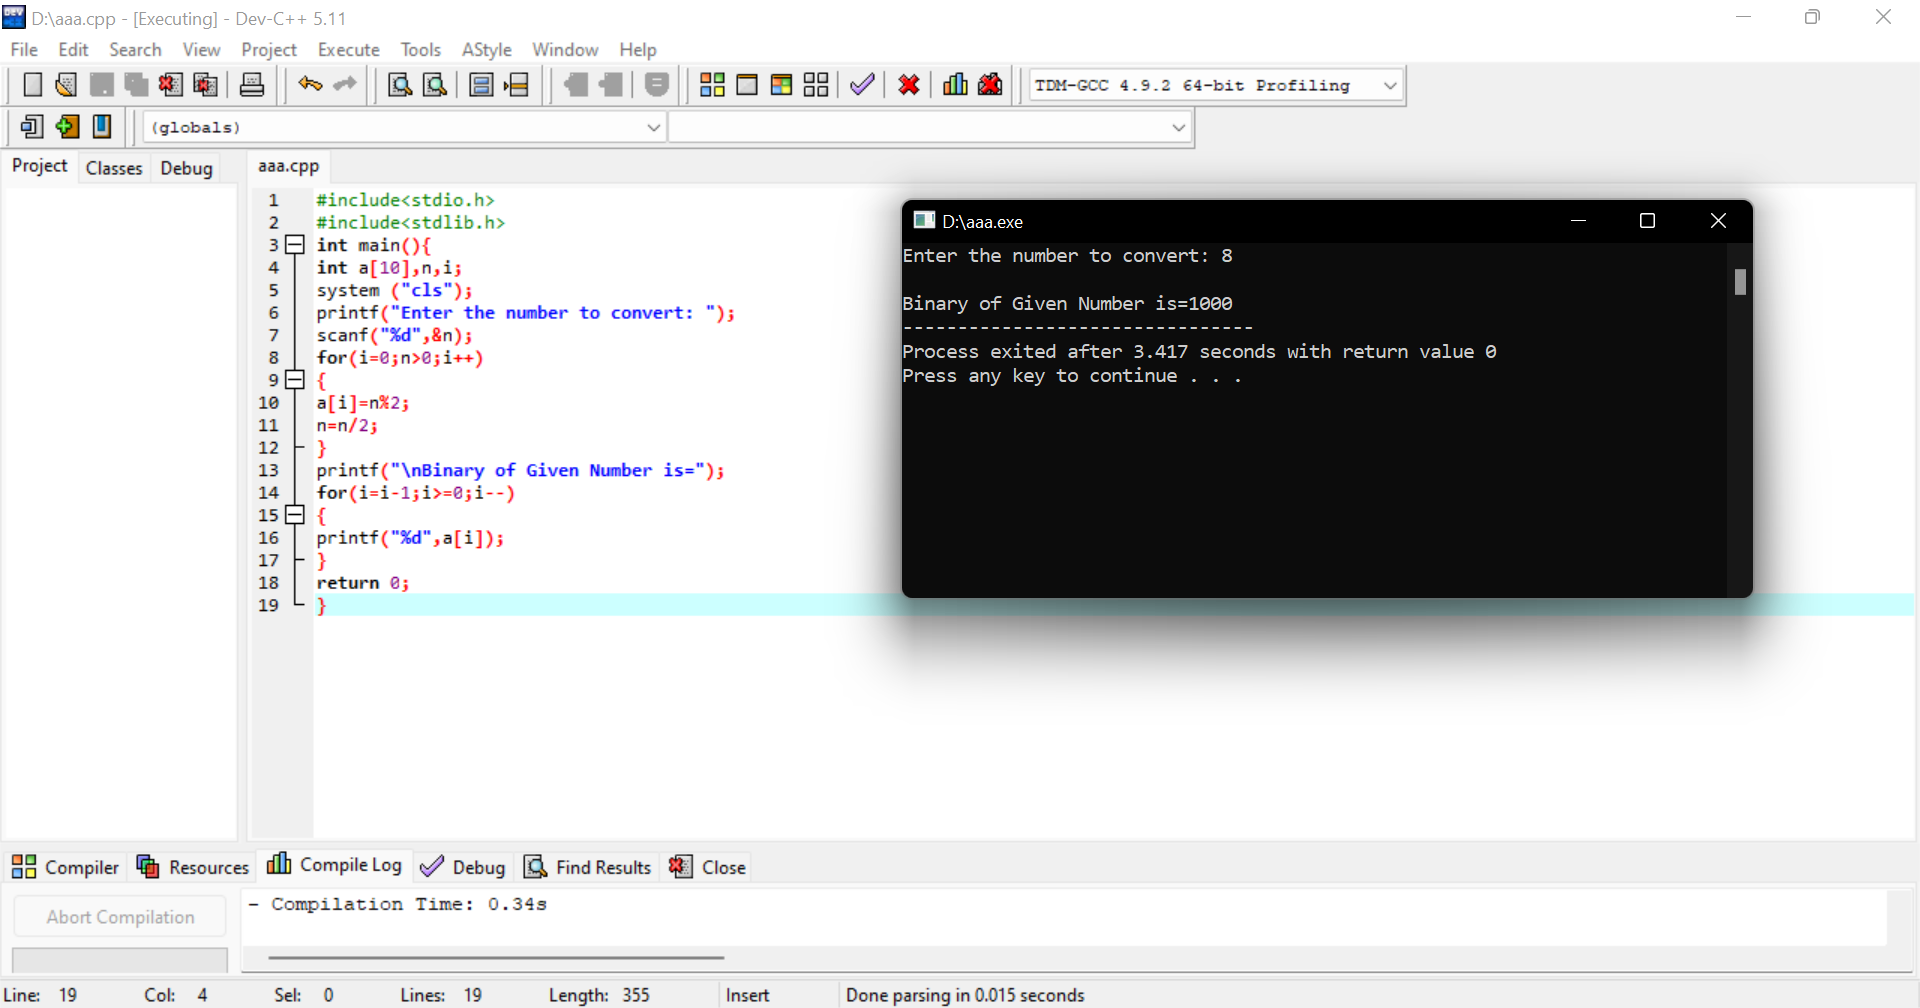 D:\aaa.cpp - [Executing] - Dev-C++ 5.11
File Edit Search View Project Execute Tools AStyle Window Help
TDM-GCC 4.9.2 64-bit Profiling
(globals)
Project Classes Debug
aaa.cpp
1 #include<stdio.h>
2 #include<stdlib.h>
3 int main(){
4 int a[10],n,i;
5 system ("cls");
6 printf("Enter the number to convert: ");
7 scanf("%d",&n);
8 for(i=0;n>0;i++)
9 {
10 a[i]=n%2;
11 n=n/2;
12 }
13 printf("\nBinary of Given Number is=");
14 for(i=i-1;i>=0;i--)
15 {
16 printf("%d",a[i]);
17 }
18 return 0;
19 }
D:\aaa.exe
Enter the number to convert: 8
Binary of Given Number is=1000
--------------------------------
Process exited after 3.417 seconds with return value 0
Press any key to continue . . .
Compiler Resources Compile Log Debug Find Results Close
Abort Compilation
- Compilation Time: 0.34s
Line: 19 Col: 4 Sel: 0 Lines: 19 Length: 355 Insert Done parsing in 0.015 seconds